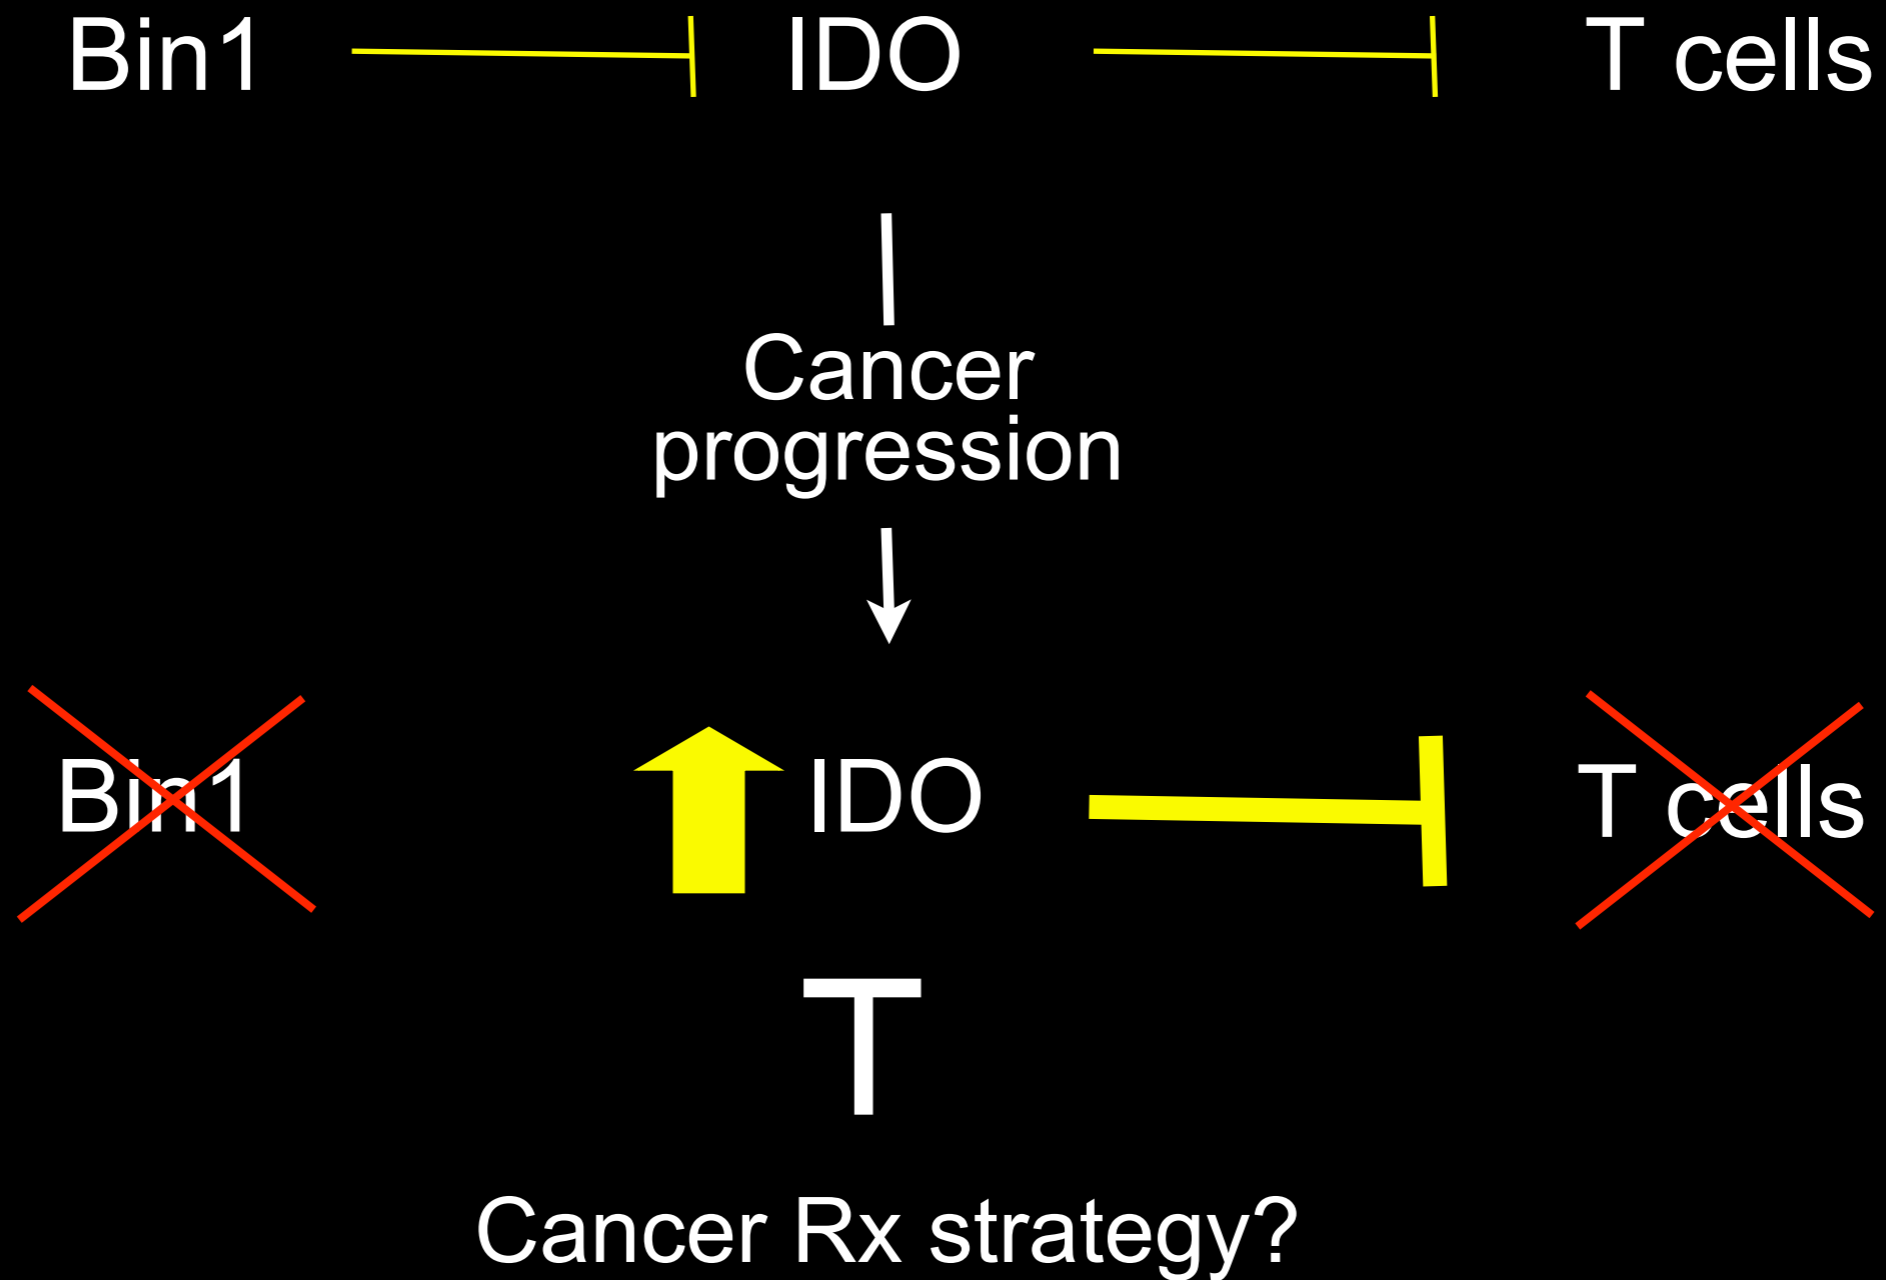 Bin1 IDO T cells
Cancer
progression
Bin1 IDO T cells
Cancer Rx strategy?